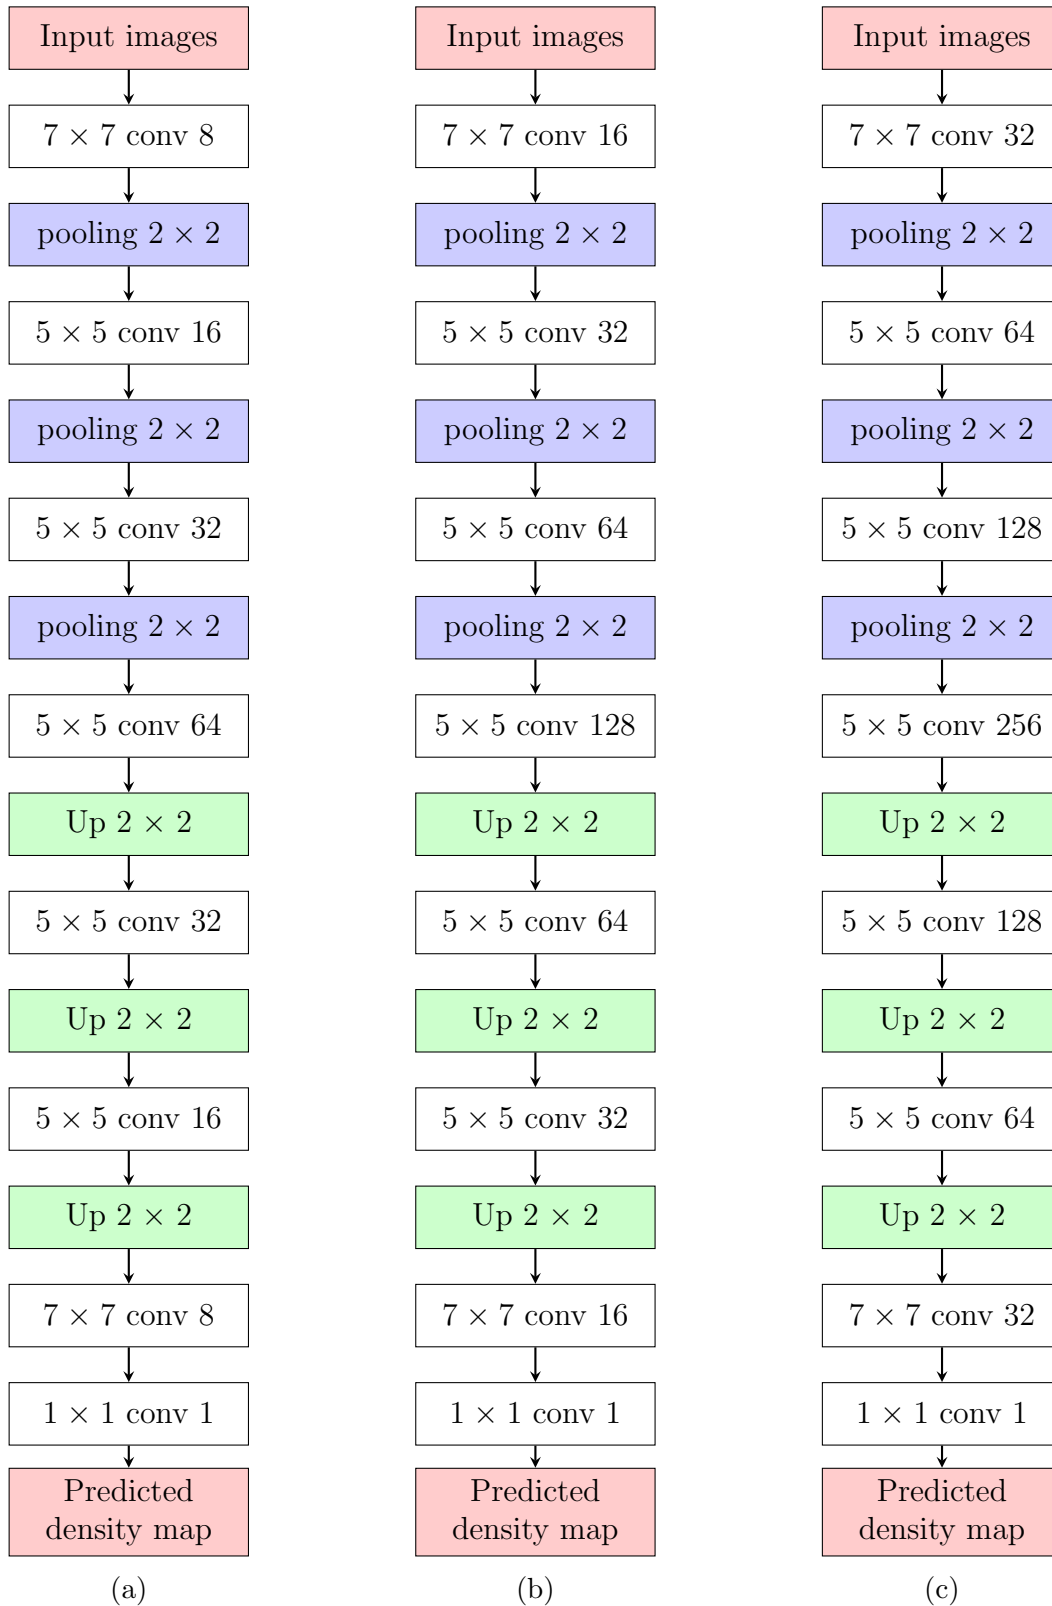 Input images
7 × 7 conv 8
pooling 2 × 2
5 × 5 conv 16
pooling 2 × 2
5 × 5 conv 32
pooling 2 × 2
5 × 5 conv 64
Up 2 × 2
5 × 5 conv 32
Up 2 × 2
5 × 5 conv 16
Up 2 × 2
7 × 7 conv 8
1 × 1 conv 1
Predicted
density map
(a)
Input images
7 × 7 conv 16
pooling 2 × 2
5 × 5 conv 32
pooling 2 × 2
5 × 5 conv 64
pooling 2 × 2
5 × 5 conv 128
Up 2 × 2
5 × 5 conv 64
Up 2 × 2
5 × 5 conv 32
Up 2 × 2
7 × 7 conv 16
1 × 1 conv 1
Predicted
density map
(b)
Input images
7 × 7 conv 32
pooling 2 × 2
5 × 5 conv 64
pooling 2 × 2
5 × 5 conv 128
pooling 2 × 2
5 × 5 conv 256
Up 2 × 2
5 × 5 conv 128
Up 2 × 2
5 × 5 conv 64
Up 2 × 2
7 × 7 conv 32
1 × 1 conv 1
Predicted
density map
(c)